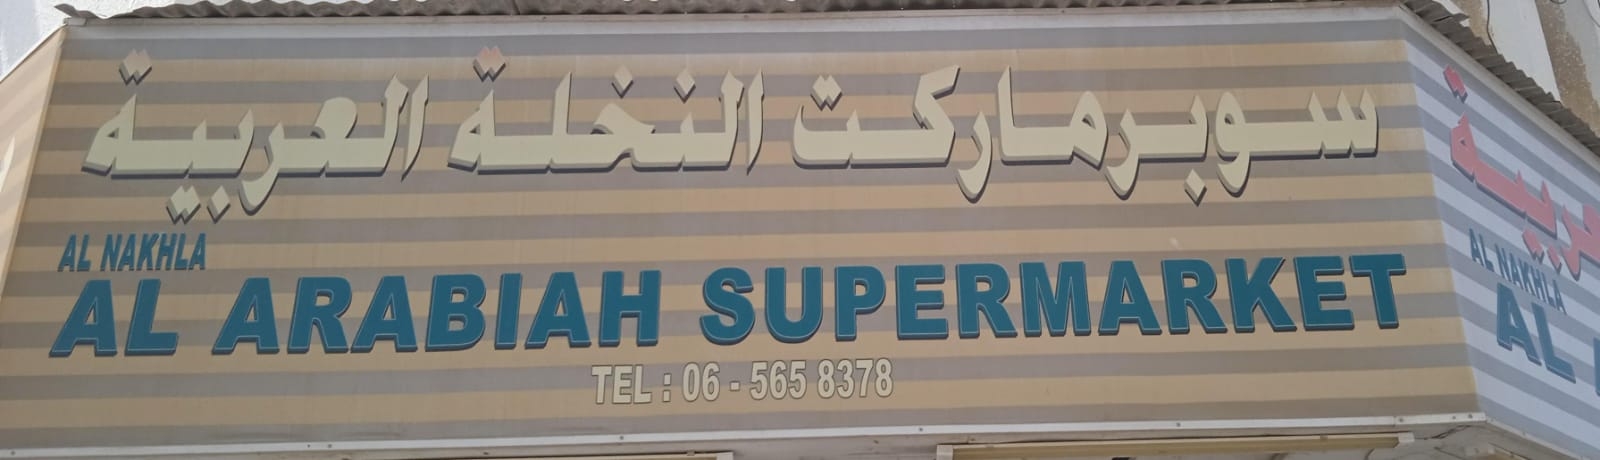 سوبرماركت النخلة العربية
AL NAKHLA
AL ARABIAH SUPERMARKET
TEL : 06 - 565 8378
AL NAKHLA
AL